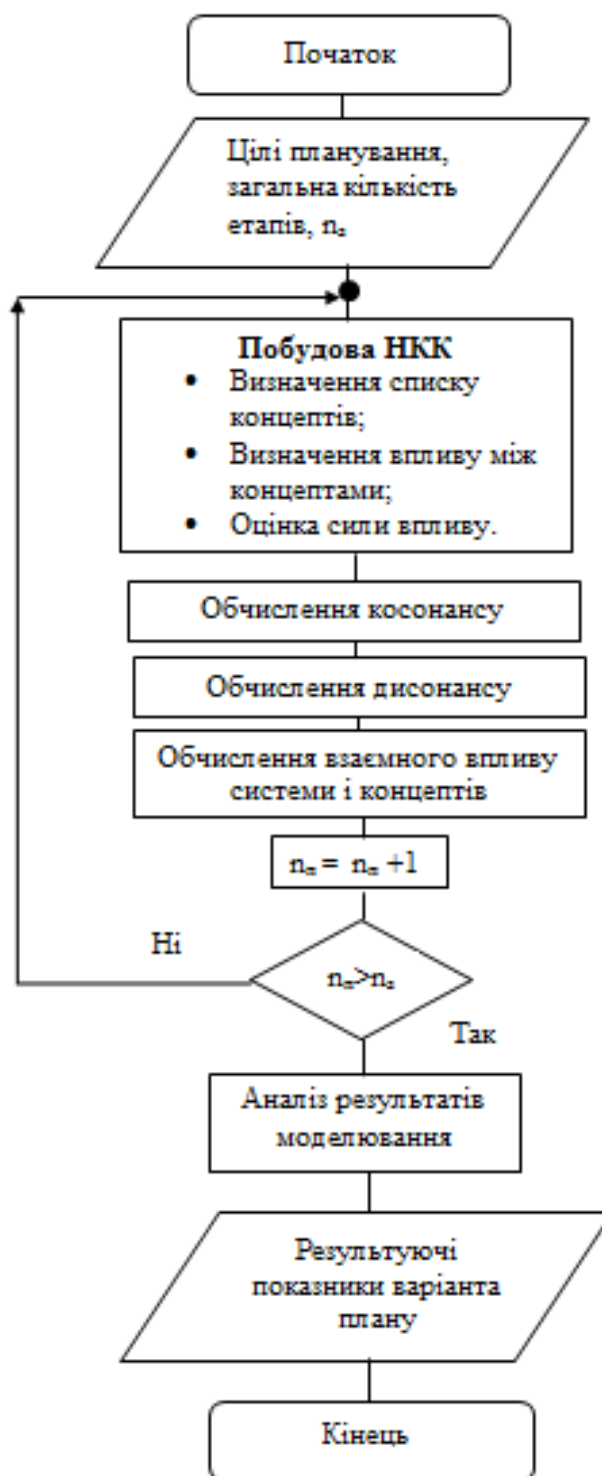 Початок
Цілі планування,
загальна кількість
етапів, nₐ
Побудова НКК
• Визначення списку
концептів;
• Визначення впливу між
концептами;
• Оцінка сили впливу.
Обчислення косонансу
Обчислення дисонансу
Обчислення взаємного впливу
системи і концептів
nₙ = nₙ +1
Ні
nₙ>nₐ
Так
Аналіз результатів
моделювання
Результуючі
показники варіанта
плану
Кінець